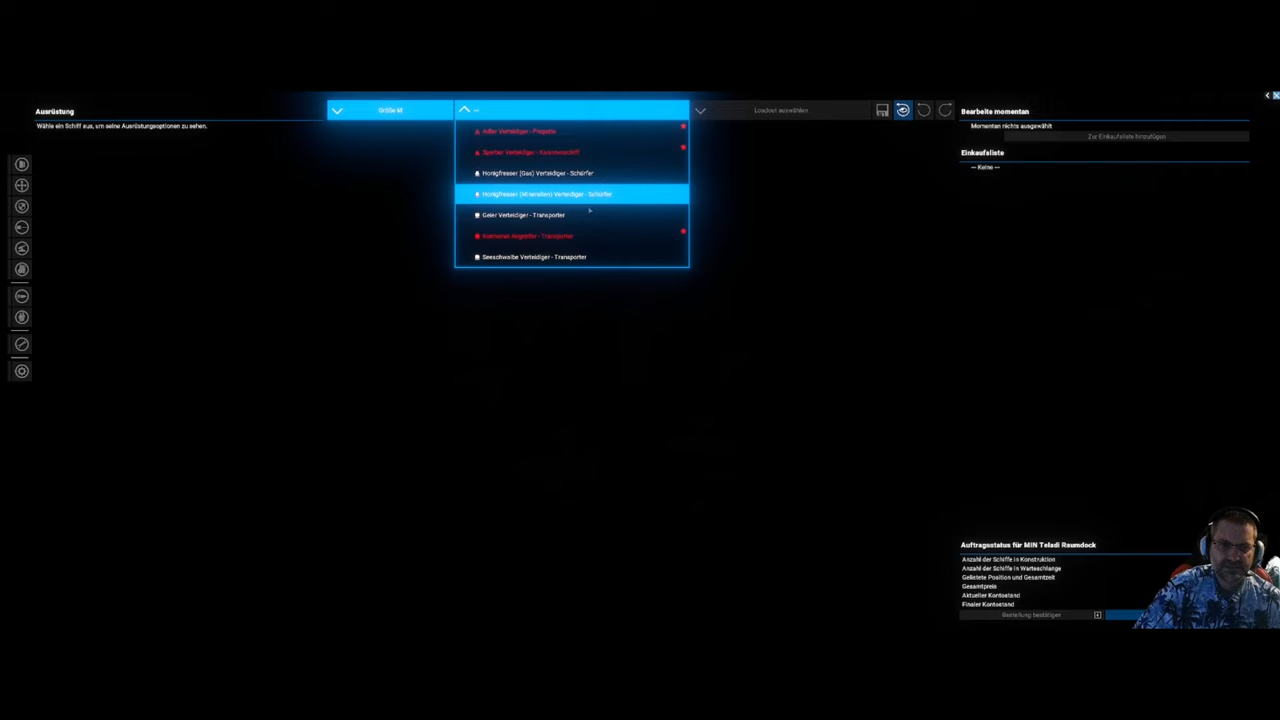 Ausrüstung
Wähle ein Schiff aus, um seine Ausrüstungsoptionen zu sehen.
Größe M
--
Loadout auswählen
Adler Verteidiger - Fregatte
Sperber Verteidiger - Kanonenschiff
Honigfresser (Gas) Verteidiger - Schürfer
Honigfresser (Mineralien) Verteidiger - Schürfer
Geier Verteidiger - Transporter
Kormoran Angreifer - Transporter
Seeschwalbe Verteidiger - Transporter
Bearbeite momentan
Momentan nichts ausgewählt
Zur Einkaufsliste hinzufügen
Einkaufsliste
-- Keine --
Auftragsstatus für MIN Teladi Raumdock
Anzahl der Schiffe in Konstruktion
Anzahl der Schiffe in Warteschlange
Gelistete Position und Gesamtzeit
Gesamtpreis
Aktueller Kontostand
Finaler Kontostand
Bestellung bestätigen